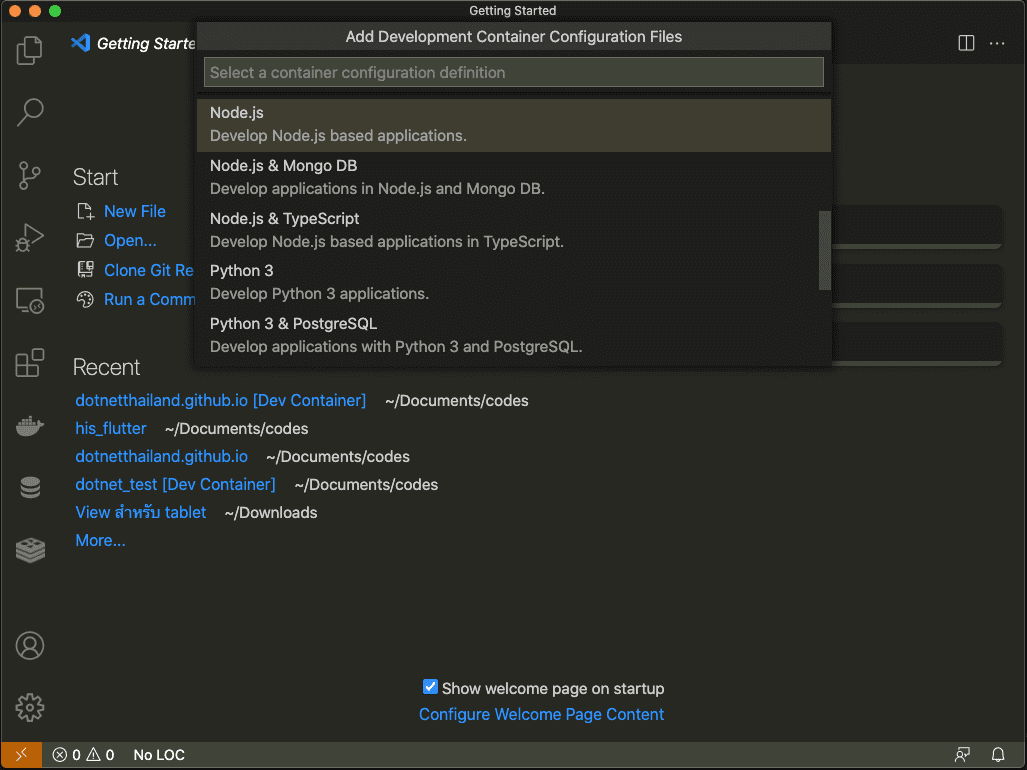 Getting Started
Getting Starte
Add Development Container Configuration Files
Select a container configuration definition
Node.js
Develop Node.js based applications.
Node.js & Mongo DB
Develop applications in Node.js and Mongo DB.
Node.js & TypeScript
Develop Node.js based applications in TypeScript.
Python 3
Develop Python 3 applications.
Python 3 & PostgreSQL
Develop applications with Python 3 and PostgreSQL.
Start
New File
Open...
Clone Git Re
Run a Comm
Recent
dotnetthailand.github.io [Dev Container] ~/Documents/codes
his_flutter ~/Documents/codes
dotnetthailand.github.io ~/Documents/codes
dotnet_test [Dev Container] ~/Documents/codes
View สำหรับ tablet ~/Downloads
More...
Show welcome page on startup
Configure Welcome Page Content
0 0 No LOC